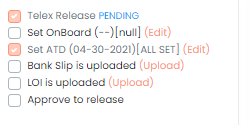 Telex Release PENDING
Set OnBoard (--)[null] (Edit)
Set ATD (04-30-2021)[ALL SET] (Edit)
Bank Slip is uploaded (Upload)
LOI is uploaded (Upload)
Approve to release